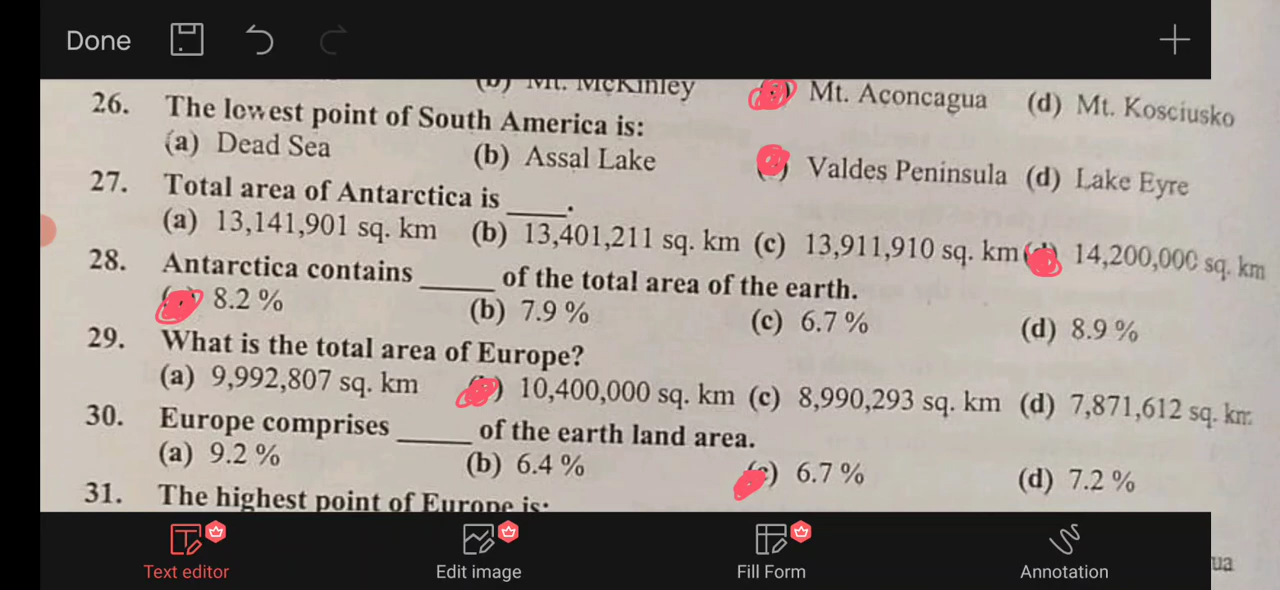 Done
(b) Mt. McKinley Mt. Aconcagua (d) Mt. Kosciusko
26. The lowest point of South America is:
(a) Dead Sea (b) Assal Lake Valdes Peninsula (d) Lake Eyre
27. Total area of Antarctica is ____.
(a) 13,141,901 sq. km (b) 13,401,211 sq. km (c) 13,911,910 sq. km 14,200,000 sq. km
28. Antarctica contains _____ of the total area of the earth.
8.2 % (b) 7.9 % (c) 6.7 % (d) 8.9 %
29. What is the total area of Europe?
(a) 9,992,807 sq. km 10,400,000 sq. km (c) 8,990,293 sq. km (d) 7,871,612 sq. km
30. Europe comprises _____ of the earth land area.
(a) 9.2 % (b) 6.4 % (c) 6.7 % (d) 7.2 %
31. The highest point of Europe is:
Text editor Edit image Fill Form Annotation
ua